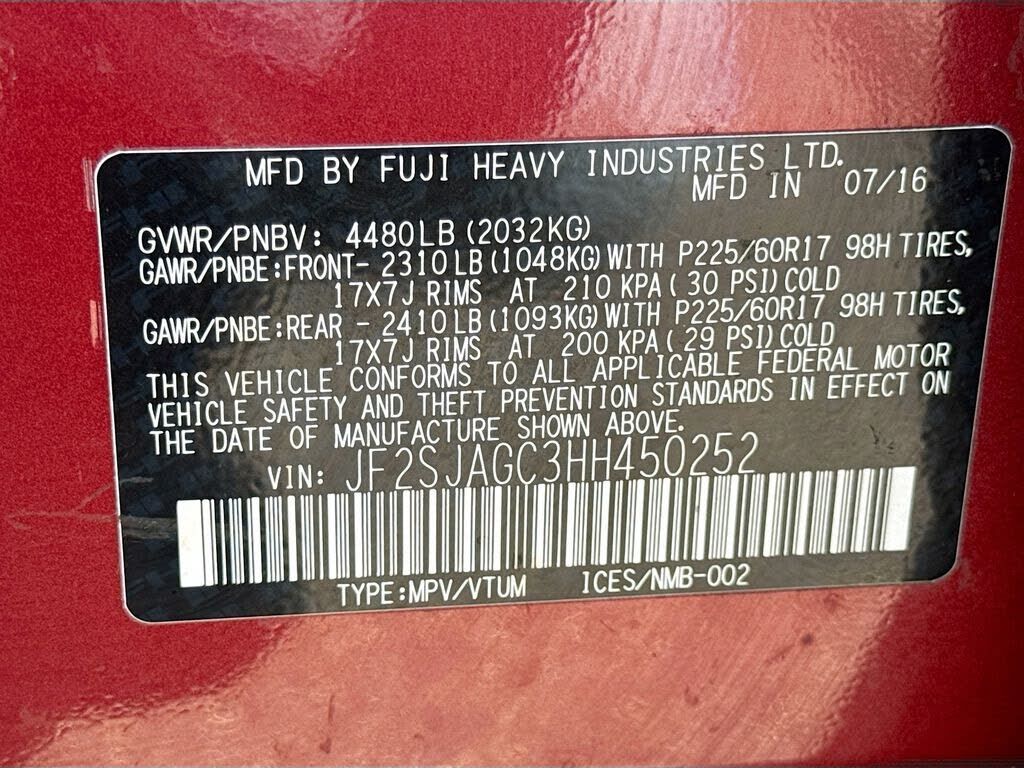 MFD BY FUJI HEAVY INDUSTRIES LTD.
MFD IN 07/16
GVWR/PNBV: 4480LB (2032KG)
GAWR/PNBE:FRONT- 2310LB (1048KG) WITH P225/60R17 98H TIRES,
17X7J RIMS AT 210 KPA ( 30 PSI) COLD
GAWR/PNBE:REAR - 2410LB (1093KG) WITH P225/60R17 98H TIRES,
17X7J RIMS AT 200 KPA ( 29 PSI) COLD
THIS VEHICLE CONFORMS TO ALL APPLICABLE FEDERAL MOTOR
VEHICLE SAFETY AND THEFT PREVENTION STANDARDS IN EFFECT ON
THE DATE OF MANUFACTURE SHOWN ABOVE.
VIN: JF2SJAGC3HH450252
TYPE:MPV/VTUM ICES/NMB-002